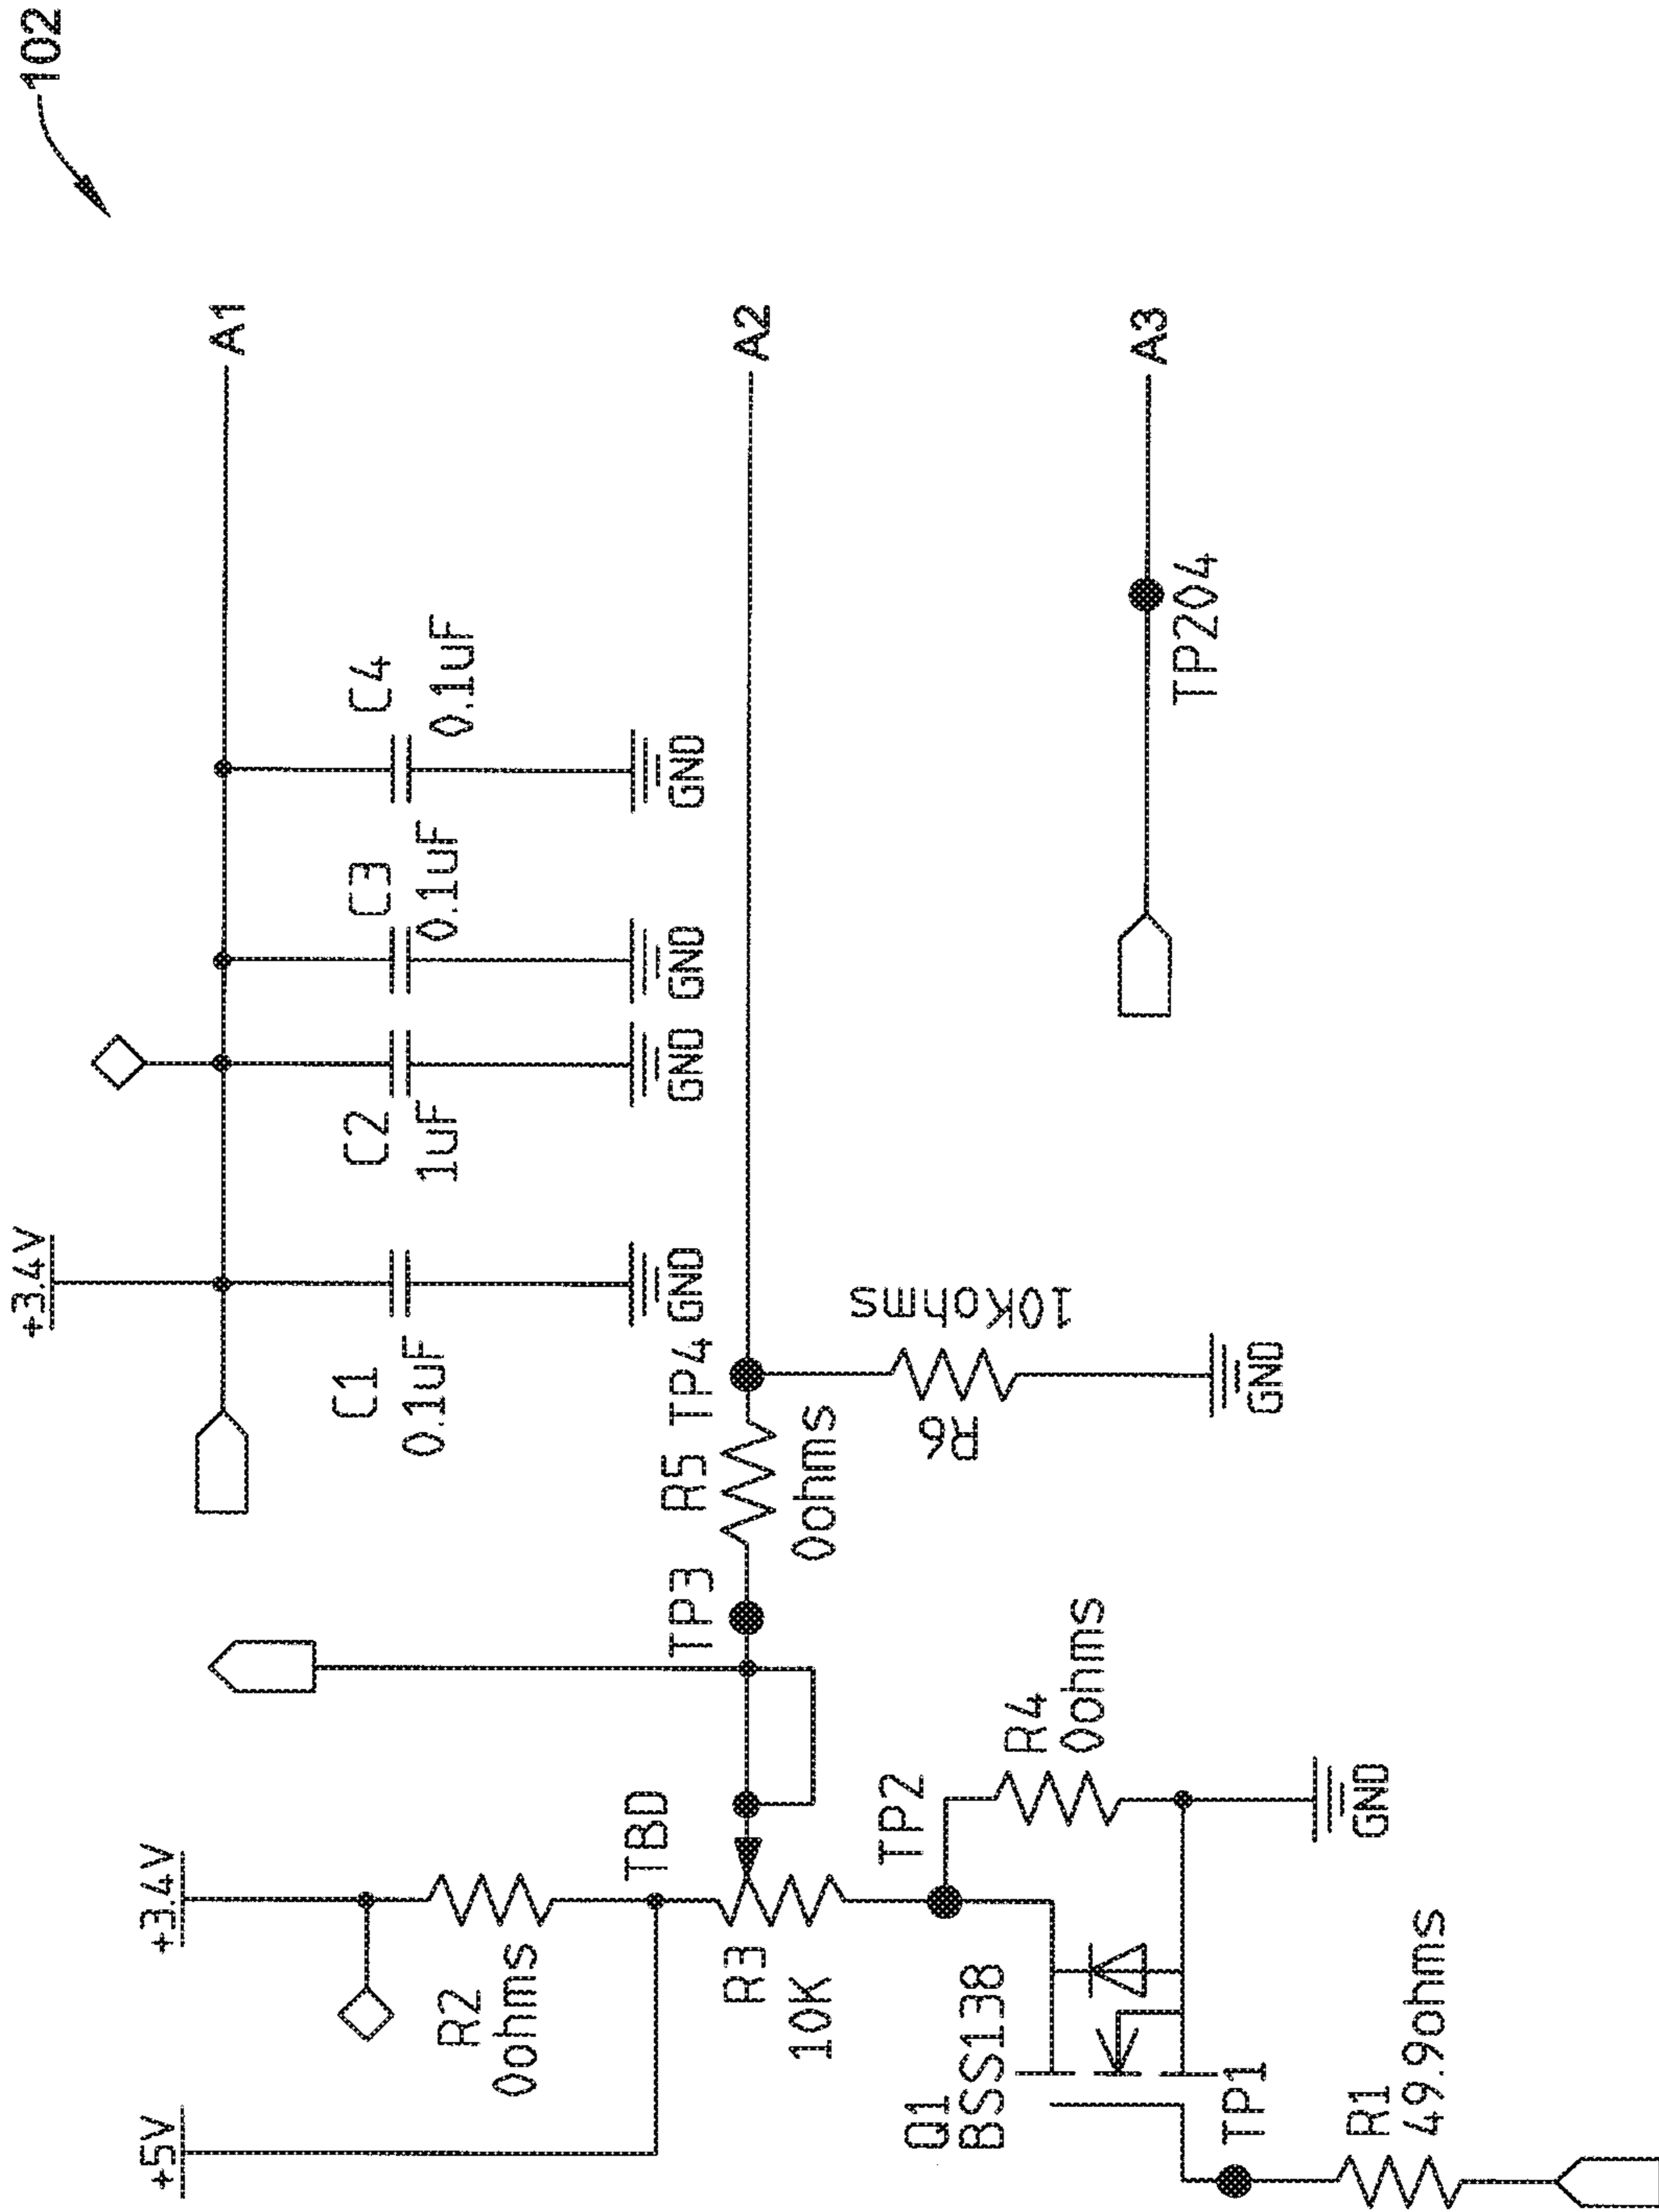 102
+3.4V
A1
C1
0.1uF
C2
1uF
C3
0.1uF
C4
0.1uF
GND
GND
GND
GND
+5V
+3.4V
R2
0ohms
TBD
R3
10K
TP3
R5
0ohms
TP4
A2
R6
10Kohms
GND
TP2
R4
0ohms
GND
Q1
BSS138
TP1
R1
49.9ohms
TP204
A3